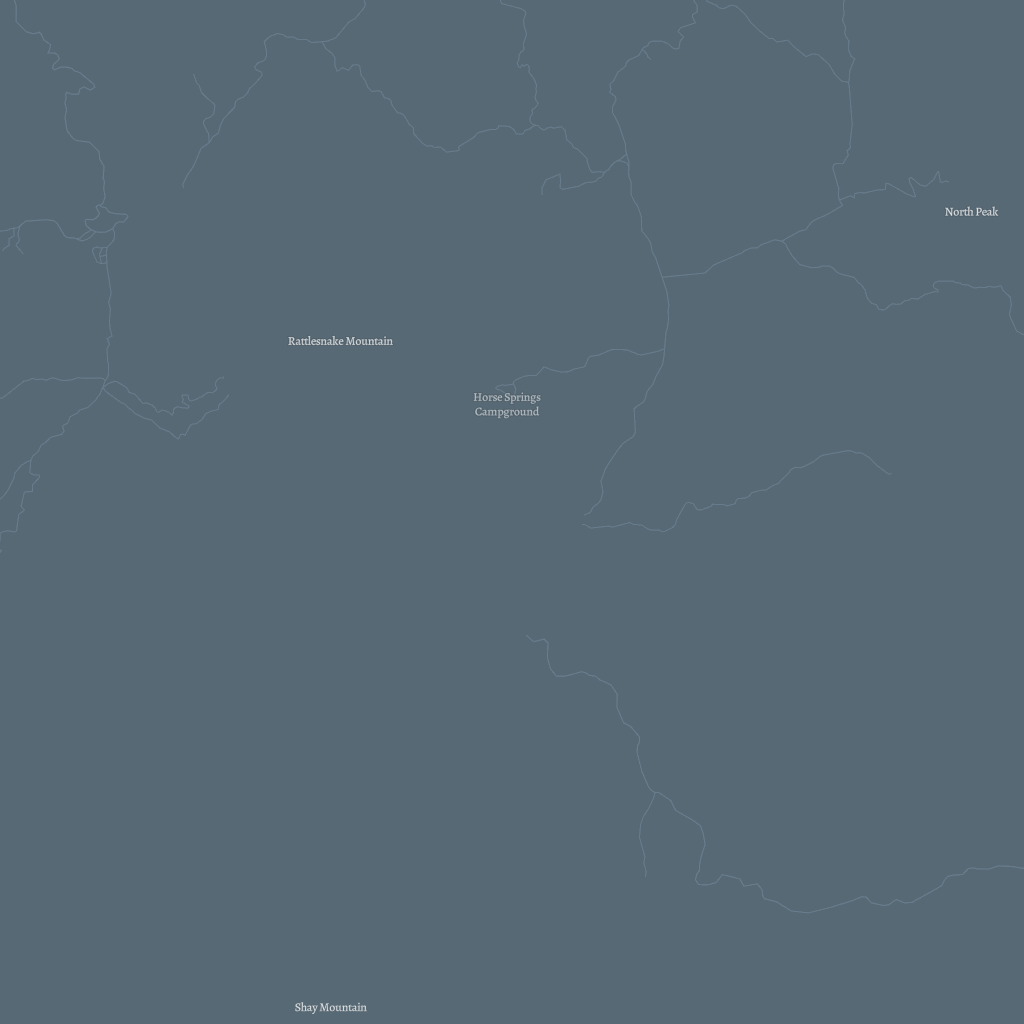 North Peak
Rattlesnake Mountain
Horse Springs
Campground
Shay Mountain